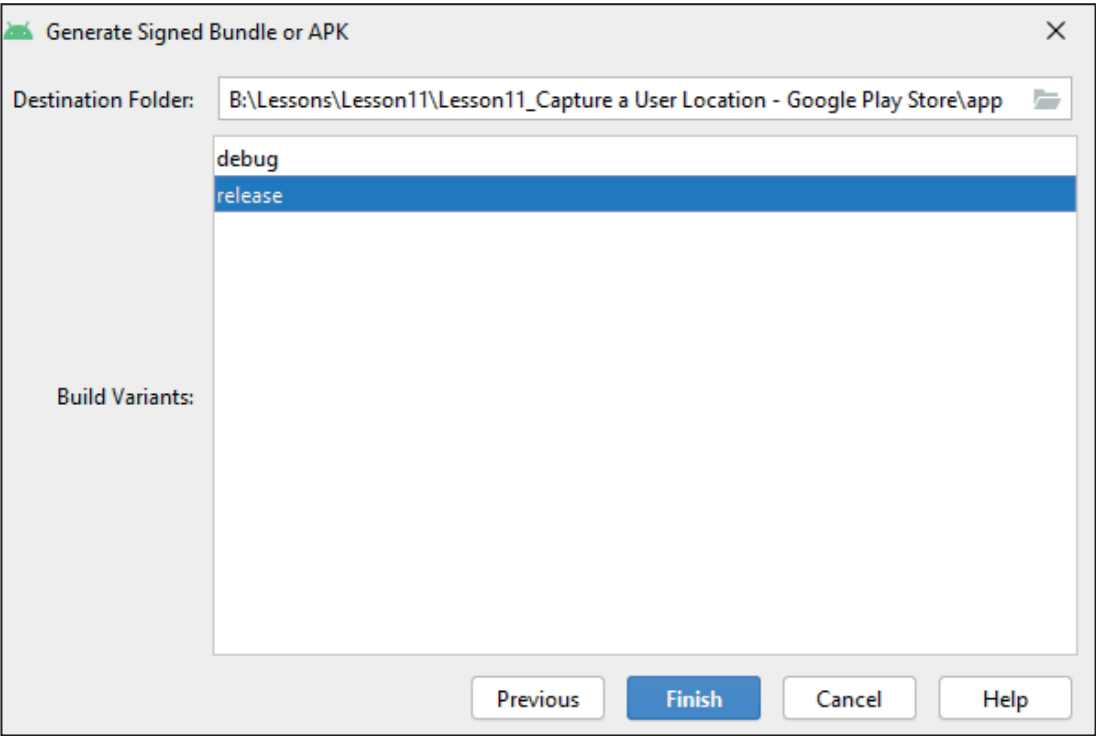 Generate Signed Bundle or APK
Destination Folder: B:\Lessons\Lesson11\Lesson11_Capture a User Location - Google Play Store\app
debug
release
Build Variants:
Previous Finish Cancel Help